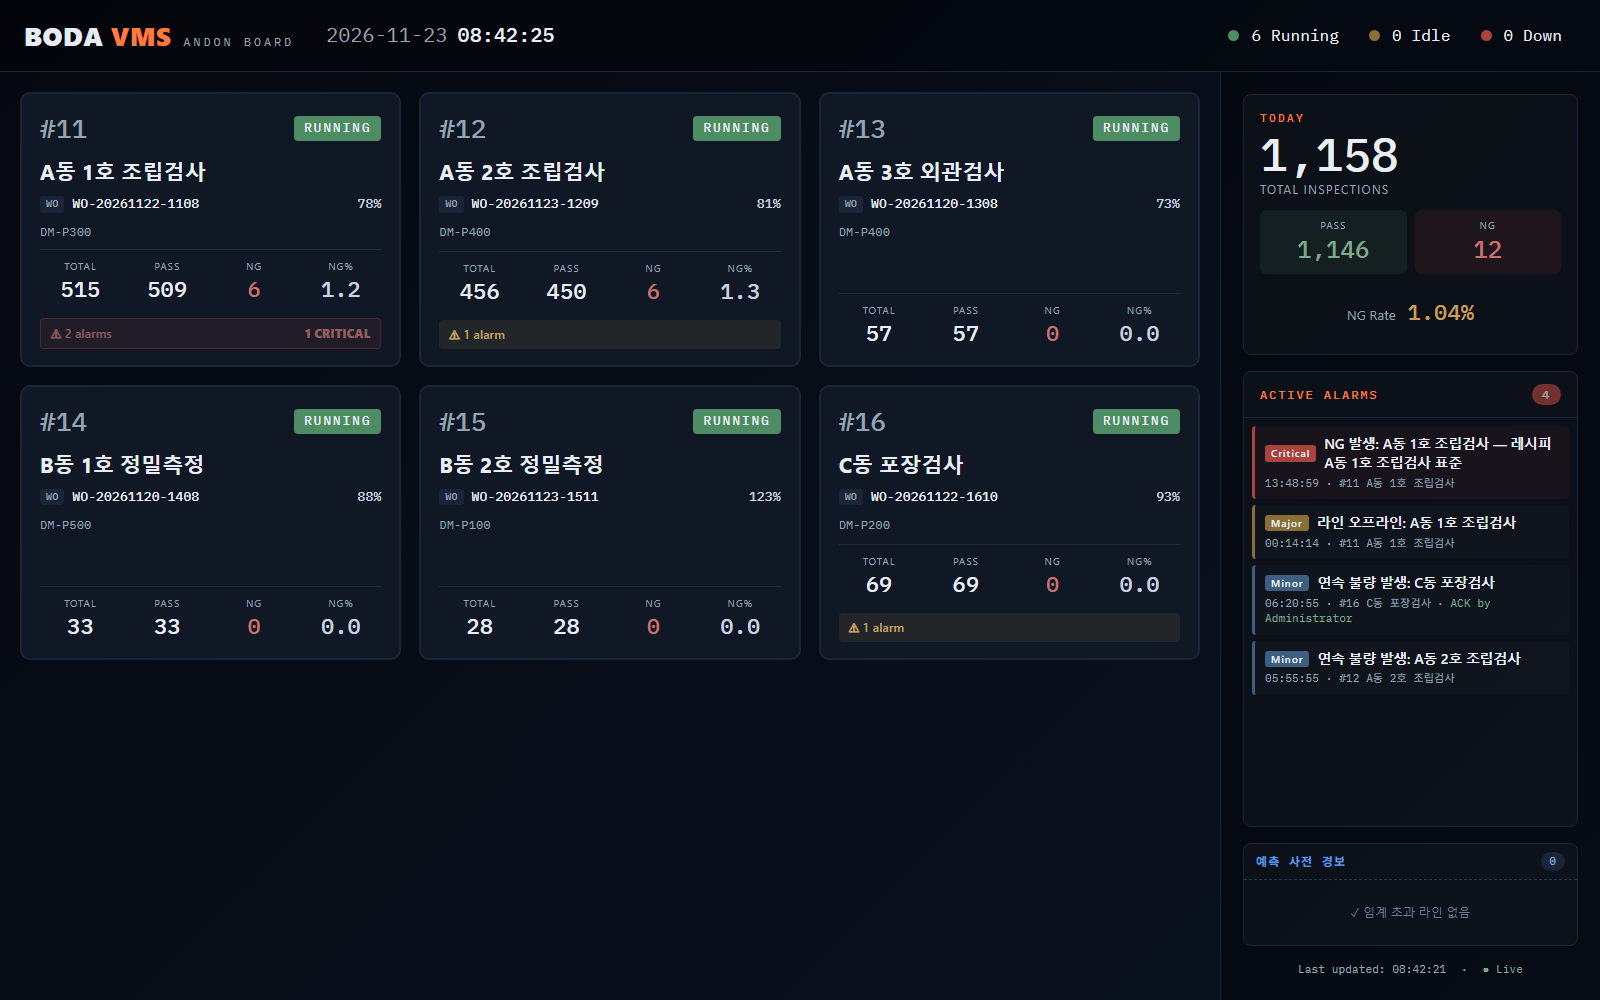 BODA VMS ANDON BOARD 2026-11-23 08:42:25
6 Running 0 Idle 0 Down
#11 RUNNING
A동 1호 조립검사
WO WO-20261122-1108 78%
DM-P300
TOTAL PASS NG NG%
515 509 6 1.2
⚠ 2 alarms 1 CRITICAL
#12 RUNNING
A동 2호 조립검사
WO WO-20261123-1209 81%
DM-P400
TOTAL PASS NG NG%
456 450 6 1.3
⚠ 1 alarm
#13 RUNNING
A동 3호 외관검사
WO WO-20261120-1308 73%
DM-P400
TOTAL PASS NG NG%
57 57 0 0.0
#14 RUNNING
B동 1호 정밀측정
WO WO-20261120-1408 88%
DM-P500
TOTAL PASS NG NG%
33 33 0 0.0
#15 RUNNING
B동 2호 정밀측정
WO WO-20261123-1511 123%
DM-P100
TOTAL PASS NG NG%
28 28 0 0.0
#16 RUNNING
C동 포장검사
WO WO-20261122-1610 93%
DM-P200
TOTAL PASS NG NG%
69 69 0 0.0
⚠ 1 alarm
TODAY
1,158
TOTAL INSPECTIONS
PASS NG
1,146 12
NG Rate 1.04%
ACTIVE ALARMS 4
Critical NG 발생: A동 1호 조립검사 — 레시피
A동 1호 조립검사 표준
13:48:59 · #11 A동 1호 조립검사
Major 라인 오프라인: A동 1호 조립검사
00:14:14 · #11 A동 1호 조립검사
Minor 연속 불량 발생: C동 포장검사
06:20:55 · #16 C동 포장검사 · ACK by
Administrator
Minor 연속 불량 발생: A동 2호 조립검사
05:55:55 · #12 A동 2호 조립검사
예측 사전 경보 0
✓ 임계 초과 라인 없음
Last updated: 08:42:21 · ● Live